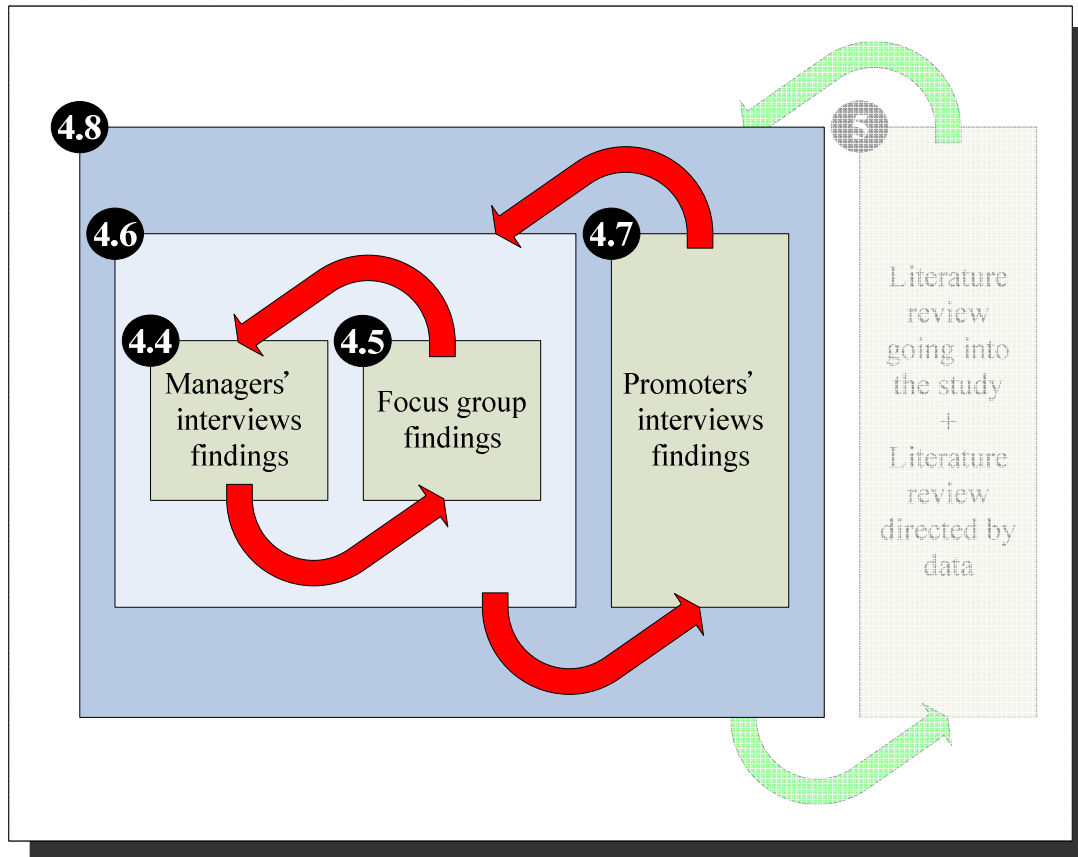 4.8
4.6
4.7
4.4
4.5
Managers’
interviews
findings
Focus group
findings
Promoters’
interviews
findings
Literature
review
going into
the study
+
Literature
review
directed by
data